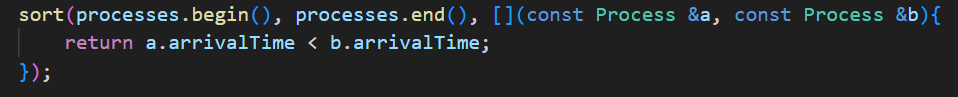 sort(processes.begin(), processes.end(), [](const Process &a, const Process &b){
    return a.arrivalTime < b.arrivalTime;
});